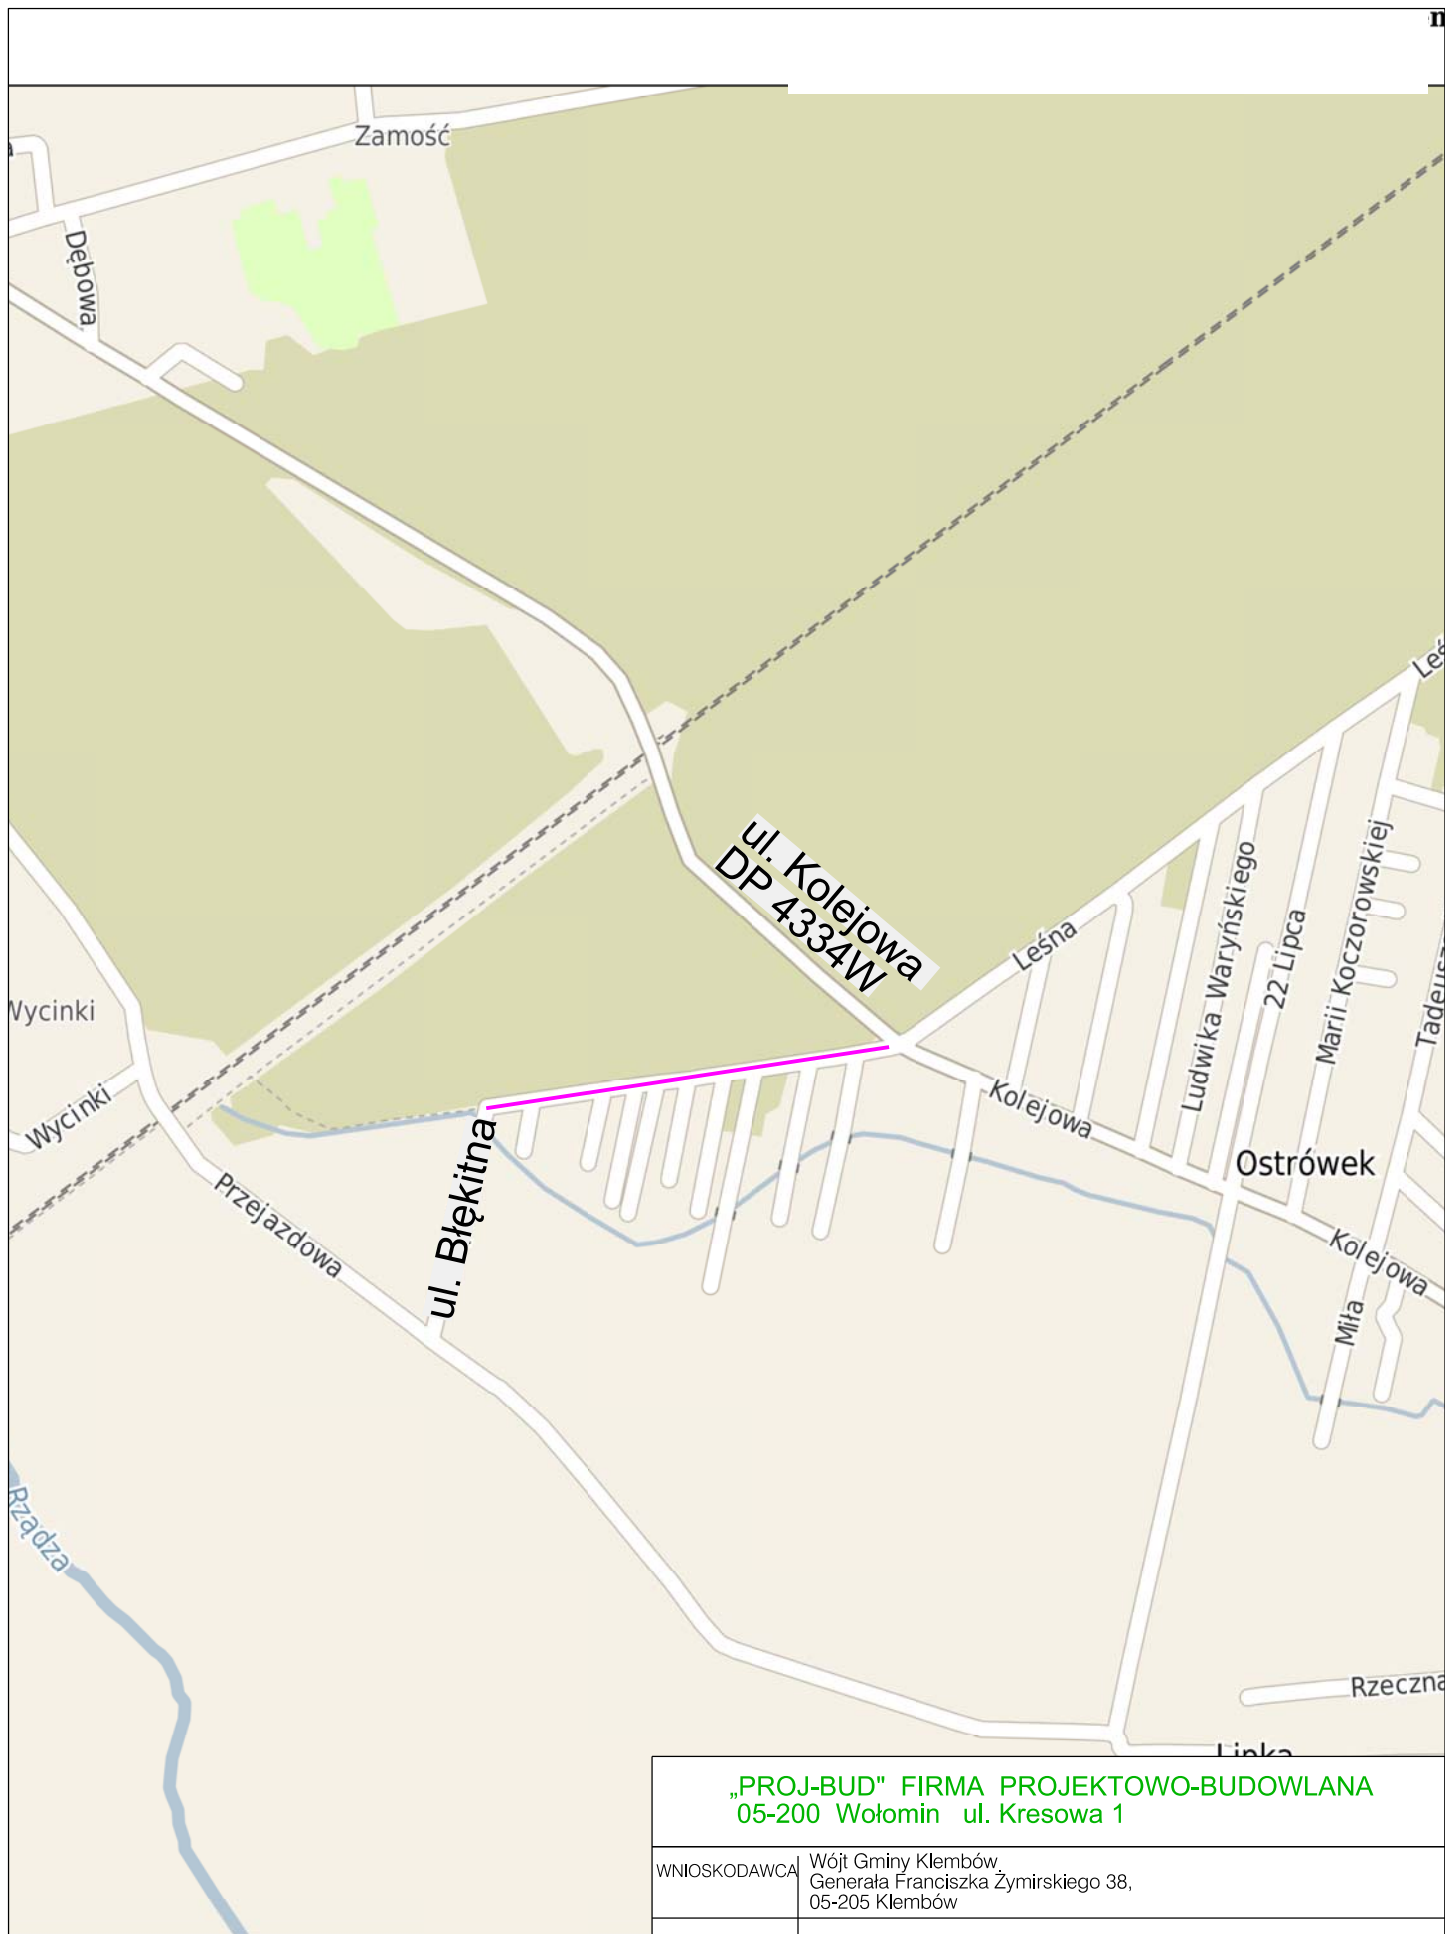 Zamość
Dębowa
ul. Kolejowa
DP 4334W
Leśna
Ludwika Waryńskiego
22 Lipca
Marii Koczorowskiej
Wycinki
Wycinki
Kolejowa
Ostrówek
ul. Błękitna
Przejazdowa
Kolejowa
Miła
Rządza
Rzeczna
Lipka
„PROJ-BUD" FIRMA PROJEKTOWO-BUDOWLANA
05-200 Wołomin ul. Kresowa 1
WNIOSKODAWCA
Wójt Gminy Klembów
Generała Franciszka Żymirskiego 38,
05-205 Klembów